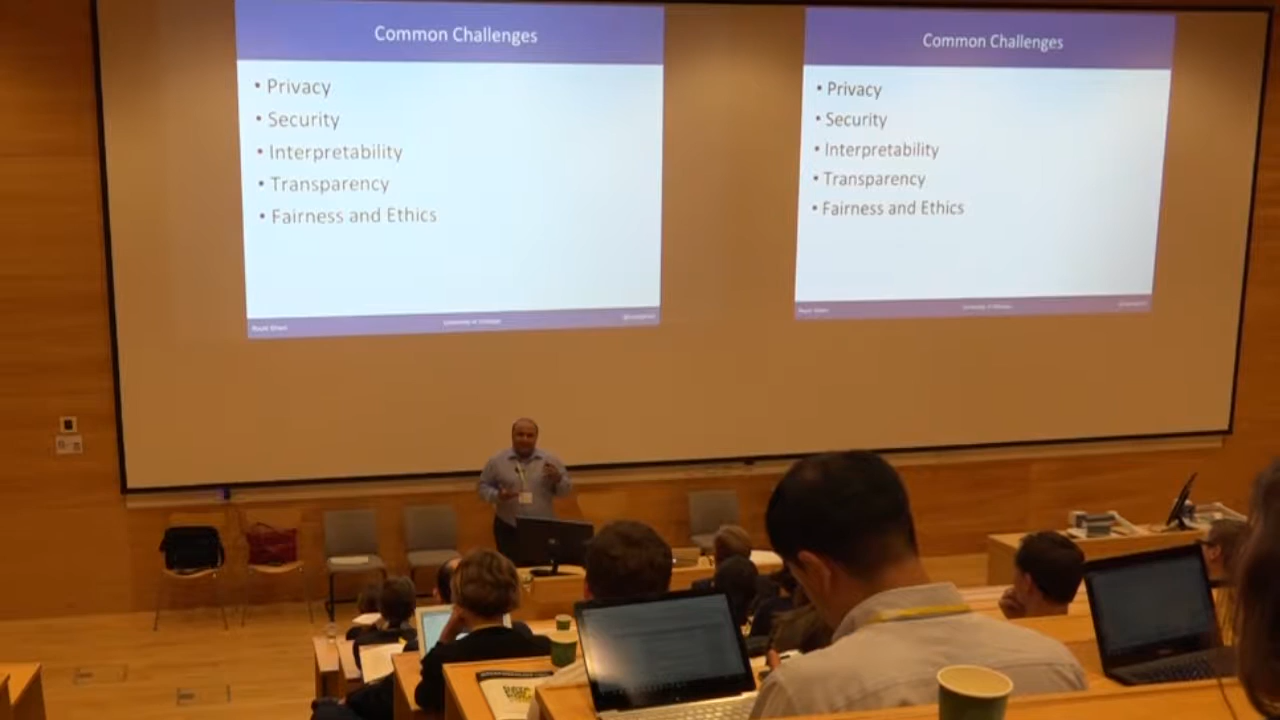 Common Challenges
• Privacy
• Security
• Interpretability
• Transparency
• Fairness and Ethics
Common Challenges
• Privacy
• Security
• Interpretability
• Transparency
• Fairness and Ethics